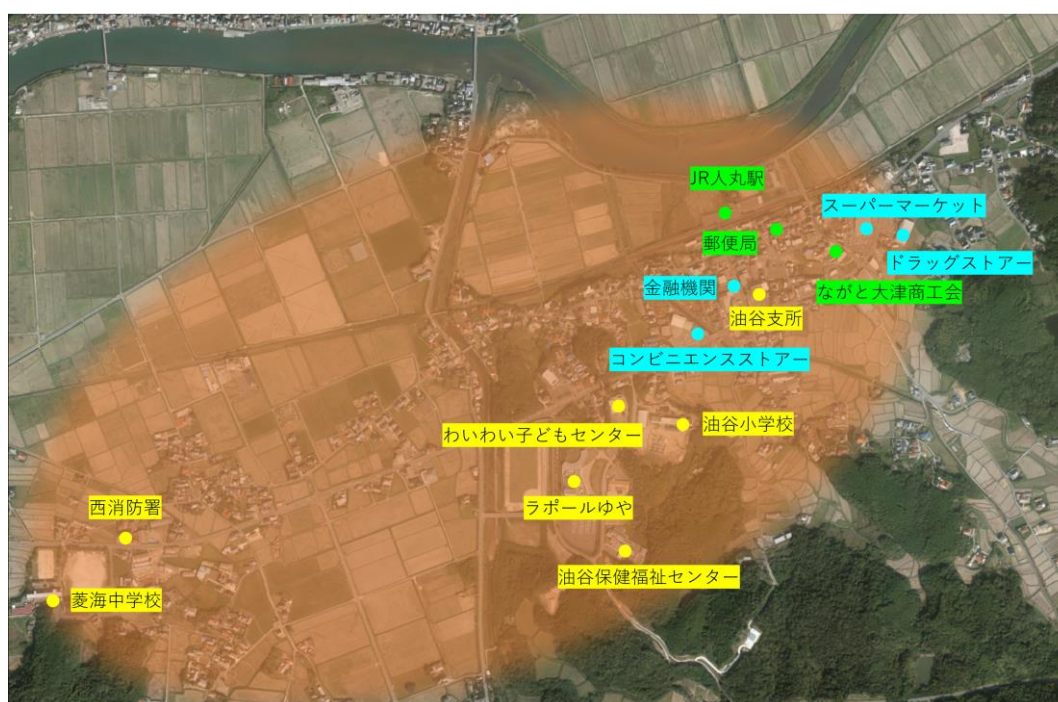 JR人丸駅
スーパーマーケット
郵便局
ドラッグストアー
金融機関
ながと大津商工会
油谷支所
コンビニエンスストアー
油谷小学校
わいわい子どもセンター
西消防署
ラポールゆや
油谷保健福祉センター
菱海中学校